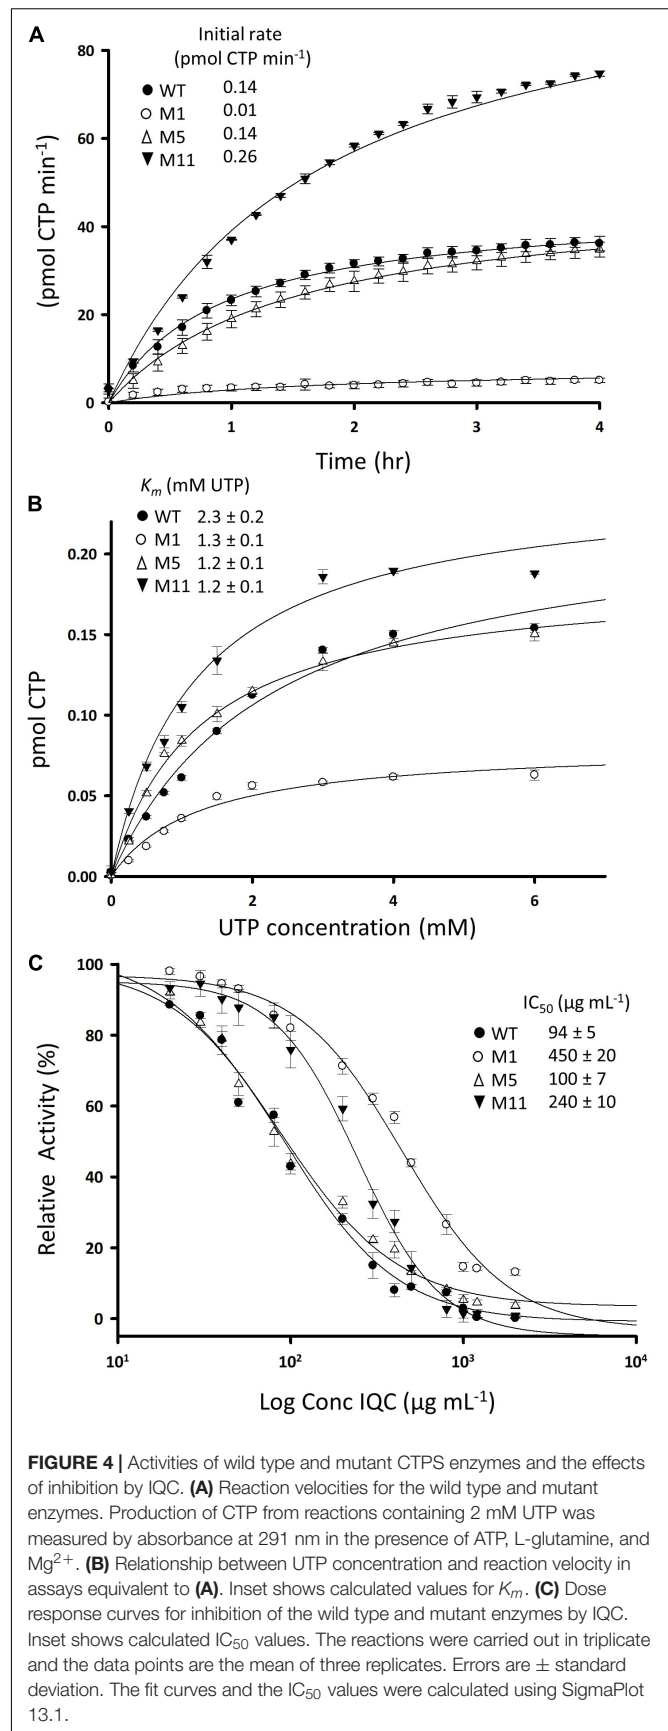 A
Initial rate
(pmol CTP min-1)
WT 0.14
M1 0.01
M5 0.14
M11 0.26
(pmol CTP min-1)
80
60
40
20
0
0 1 2 3 4
Time (hr)
B
Km (mM UTP)
WT 2.3 ± 0.2
M1 1.3 ± 0.1
M5 1.2 ± 0.1
M11 1.2 ± 0.1
pmol CTP
0.20
0.15
0.10
0.05
0.00
0 2 4 6
UTP concentration (mM)
C
IC50 (µg mL-1)
WT 94 ± 5
M1 450 ± 20
M5 100 ± 7
M11 240 ± 10
Relative Activity (%)
100
80
60
40
20
0
10¹ 10² 10³ 10⁴
Log Conc IQC (µg mL-1)
FIGURE 4 | Activities of wild type and mutant CTPS enzymes and the effects
of inhibition by IQC. (A) Reaction velocities for the wild type and mutant
enzymes. Production of CTP from reactions containing 2 mM UTP was
measured by absorbance at 291 nm in the presence of ATP, L-glutamine, and
Mg2+. (B) Relationship between UTP concentration and reaction velocity in
assays equivalent to (A). Inset shows calculated values for Km. (C) Dose
response curves for inhibition of the wild type and mutant enzymes by IQC.
Inset shows calculated IC50 values. The reactions were carried out in triplicate
and the data points are the mean of three replicates. Errors are ± standard
deviation. The fit curves and the IC50 values were calculated using SigmaPlot
13.1.